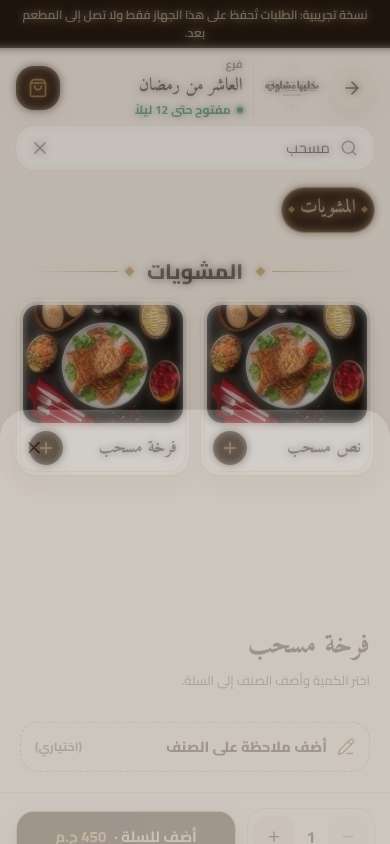 نسخة تجريبية: الطلبات تُحفظ على هذا الجهاز فقط ولا تصل إلى المطعم
بعد.
فرع
العاشر من رمضان
مفتوح حتى 12 ليلًا
مسحب
المشويات
المشويات
نص مسحب
فرخة مسحب
فرخة مسحب
اختر الكمية وأضف الصنف إلى السلة.
أضف ملاحظة على الصنف (اختياري)
1
أضف للسلة · 450 ج.م